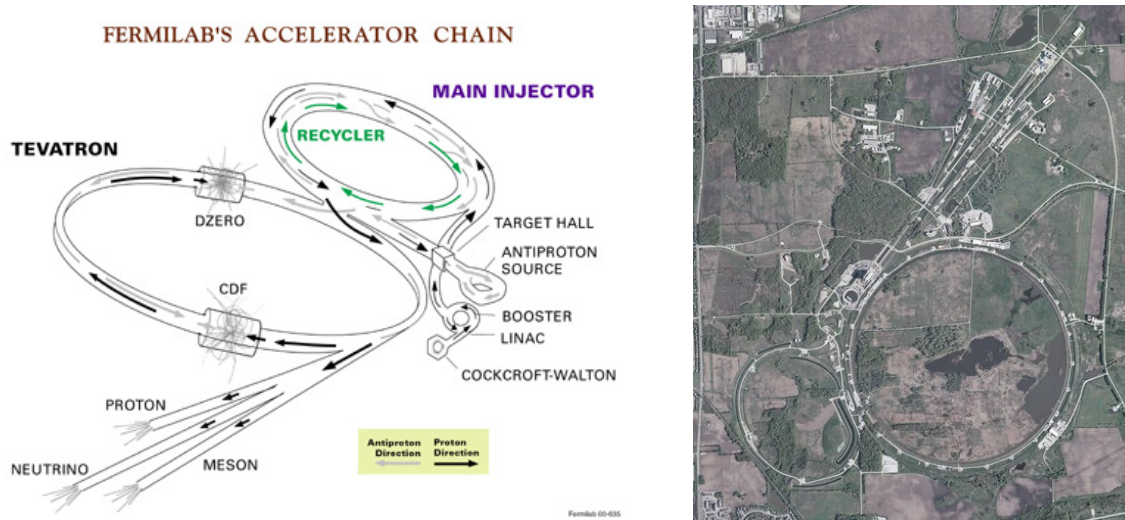 FERMILAB'S ACCELERATOR CHAIN
MAIN INJECTOR
RECYCLER
TEVATRON
DZERO
TARGET HALL
ANTIPROTON
SOURCE
CDF
BOOSTER
LINAC
COCKCROFT-WALTON
PROTON
Antiproton Proton
Direction Direction
NEUTRINO
MESON
Fermilab 00-635